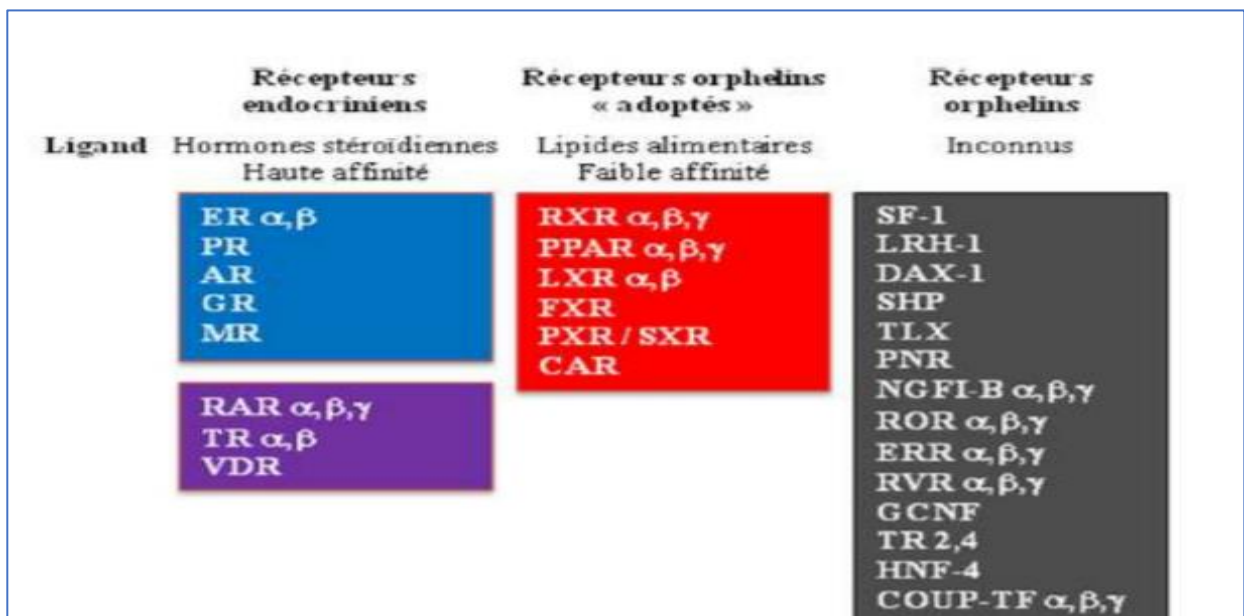 Récepteurs
endocriniens
Récepteurs orphelins
« adoptés »
Récepteurs
orphelins
Ligand
Hormones stéroïdiennes
Haute affinité
Lipides alimentaires
Faible affinité
Inconnus
ER α,β
PR
AR
GR
MR
RAR α,β,γ
TR α,β
VDR
RXR α,β,γ
PPAR α,β,γ
LXR α,β
FXR
PXR / SXR
CAR
SF-1
LRH-1
DAX-1
SHP
TLX
PNR
NGFI-B α,β,γ
ROR α,β,γ
ERR α,β,γ
RVR α,β,γ
GCNF
TR 2,4
HNF-4
COUP-TF α,β,γ